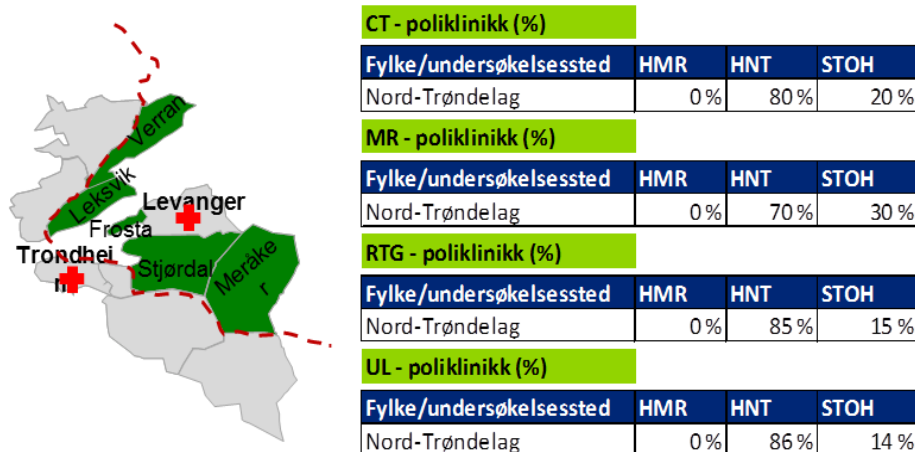 Verran
Leksvik
Levanger
Frosta
Trondhei
m
Stjørdal
Meråke
r
CT - poliklinikk (%)
Fylke/undersøkelsessted HMR HNT STOH
Nord-Trøndelag 0 % 80 % 20 %
MR - poliklinikk (%)
Fylke/undersøkelsessted HMR HNT STOH
Nord-Trøndelag 0 % 70 % 30 %
RTG - poliklinikk (%)
Fylke/undersøkelsessted HMR HNT STOH
Nord-Trøndelag 0 % 85 % 15 %
UL - poliklinikk (%)
Fylke/undersøkelsessted HMR HNT STOH
Nord-Trøndelag 0 % 86 % 14 %